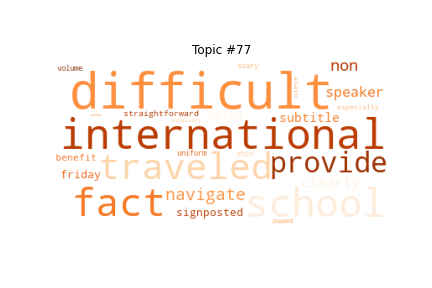 Topic #77
volume scary non
difficult
speaker
especially
straightforward subtitle
international
benefit traveled uniform provide
friday
clearly
fact navigate school
signposted
popped